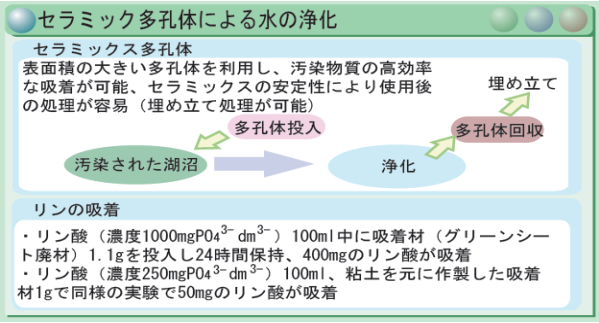 セラミック多孔体による水の浄化
セラミックス多孔体
表面積の大きい多孔体を利用し、汚染物質の高効率
な吸着が可能、セラミックスの安定性により使用後
の処理が容易（埋め立て処理が可能）
埋め立て
多孔体投入
多孔体回収
汚染された湖沼
浄化
リンの吸着
・リン酸（濃度1000mgPO₄³⁻dm³⁻）100ml中に吸着材（グリーンシー
ト廃材）1.1gを投入し24時間保持、400mgのリン酸が吸着
・リン酸（濃度250mgPO₄³⁻dm³⁻）100ml、粘土を元に作製した吸着
材1gで同様の実験で50mgのリン酸が吸着